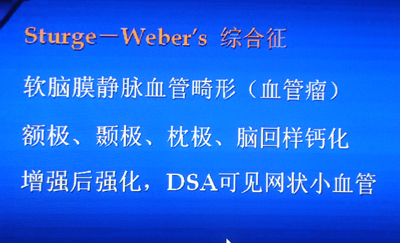 Sturge－Weber's 综合征
软脑膜静脉血管畸形（血管瘤）
额极、颞极、枕极、脑回样钙化
增强后强化，DSA可见网状小血管